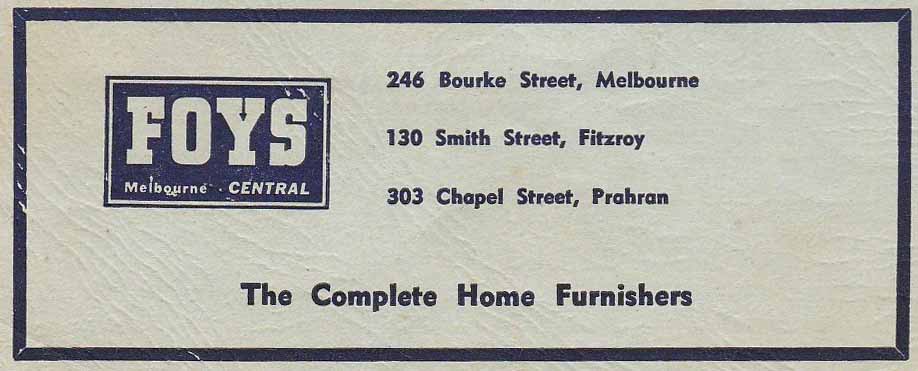 FOYS
Melbourne · CENTRAL
246 Bourke Street, Melbourne
130 Smith Street, Fitzroy
303 Chapel Street, Prahran
The Complete Home Furnishers